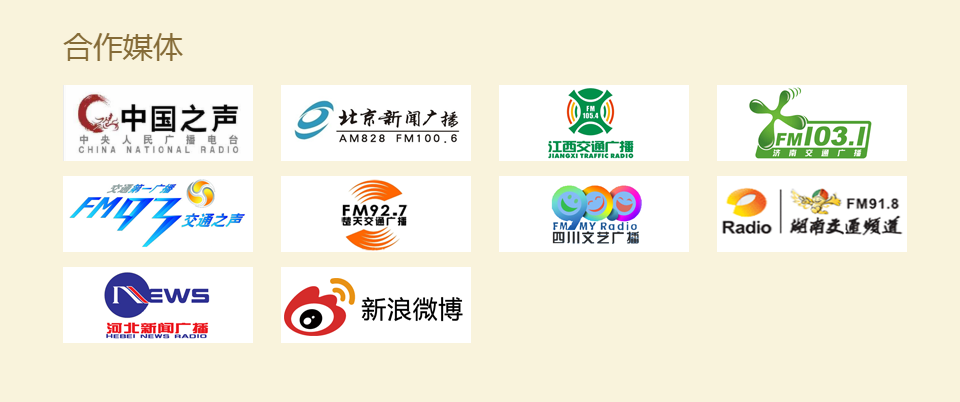 合作媒体
中国之声
中央人民广播电台
CHINA NATIONAL RADIO
北京新闻广播
AM828 FM100.6
FM
105.4
江西交通广播
JIANGXI TRAFFIC RADIO
FM103.1
济南交通广播
交通第一广播
FM93
交通之声
FM92.7
楚天交通广播
900
FM MY Radio
四川文艺广播
Radio
FM91.8
湖南交通频道
NEWS
河北新闻广播
HEBEI NEWS RADIO
新浪微博